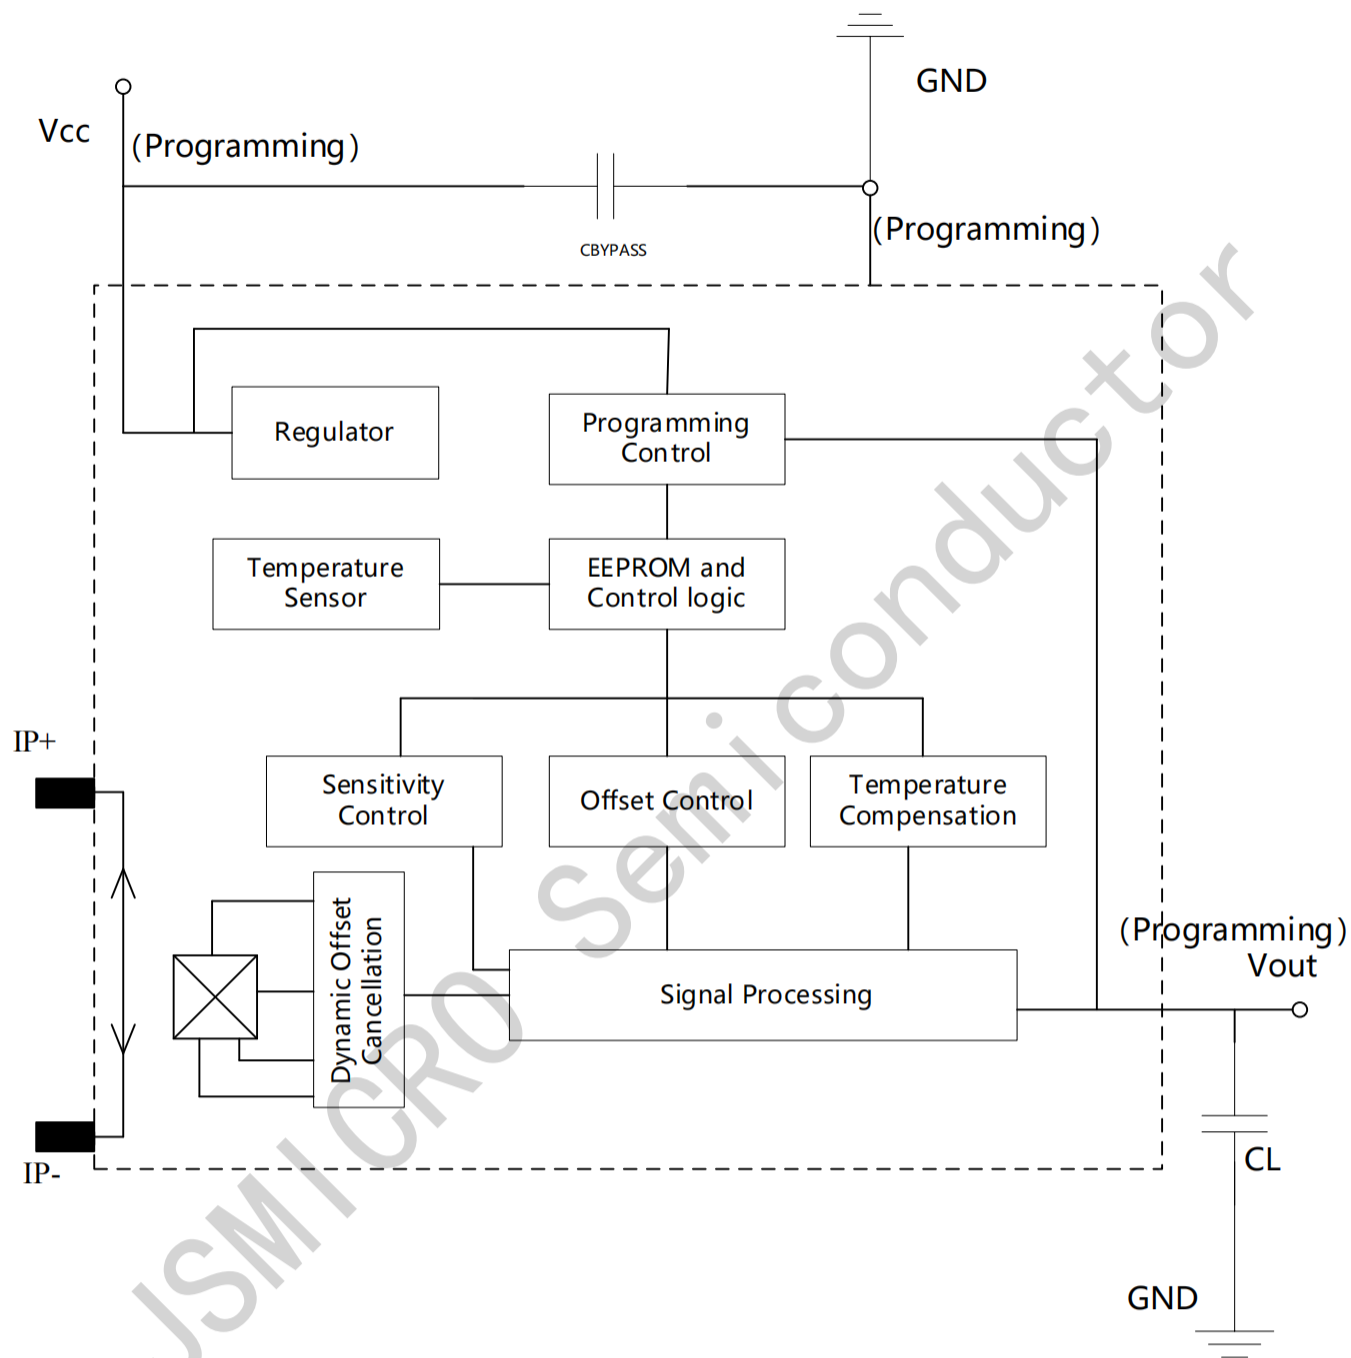 GND
Vcc
(Programming)
CBYPASS
(Programming)
Regulator
Programming
Control
Temperature
Sensor
EEPROM and
Control logic
IP+
Sensitivity
Control
Offset Control
Temperature
Compensation
Dynamic Offset
Cancellation
Signal Processing
(Programming)
Vout
IP-
CL
GND
JSMICRO Semiconductor